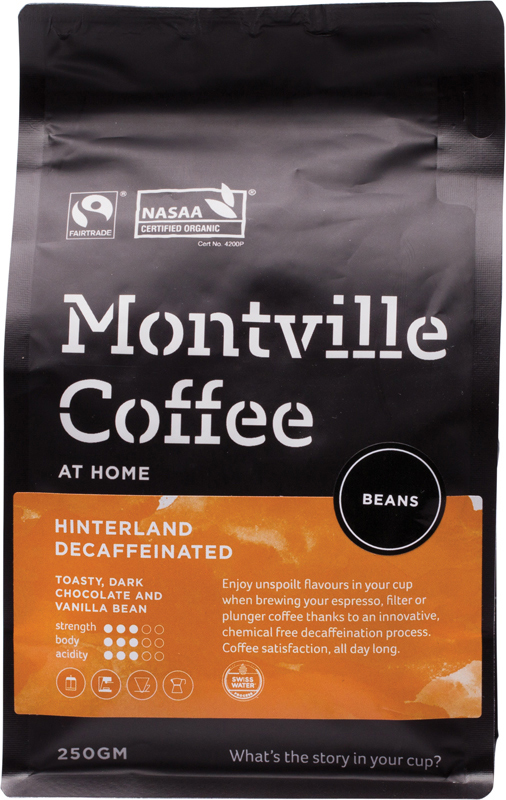 FAIRTRADE
®
NASAA
®
CERTIFIED ORGANIC
Cert No. 4200P
Montville
Coffee
AT HOME
BEANS
HINTERLAND
DECAFFEINATED
TOASTY, DARK
CHOCOLATE AND
VANILLA BEAN
strength
body
acidity
Enjoy unspoilt flavours in your cup
when brewing your espresso, filter or
plunger coffee thanks to an innovative,
chemical free decaffeination process.
Coffee satisfaction, all day long.
SWISS
WATER
PROCESS
250GM
What's the story in your cup?